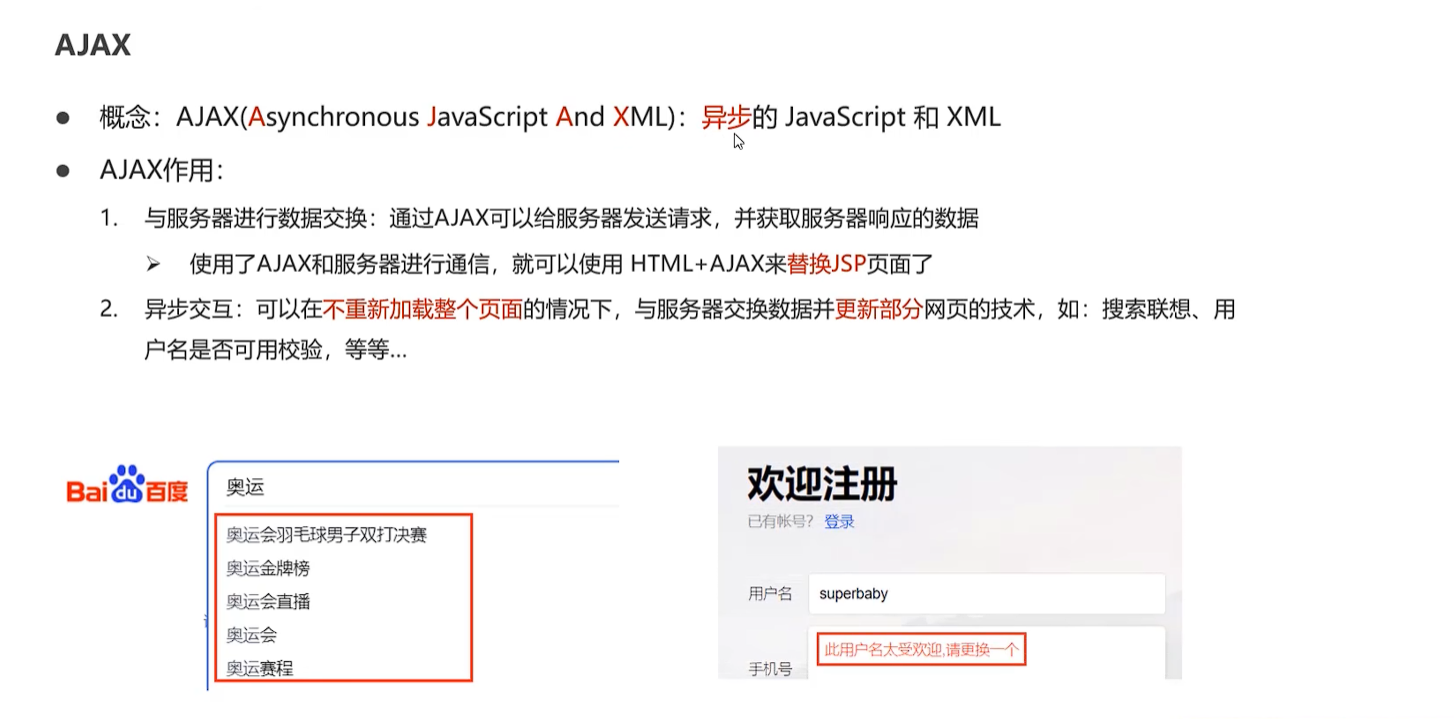 AJAX
● 概念：AJAX(Asynchronous JavaScript And XML)：异步的 JavaScript 和 XML
● AJAX作用：
1. 与服务器进行数据交换：通过AJAX可以给服务器发送请求，并获取服务器响应的数据
➢ 使用了AJAX和服务器进行通信，就可以使用 HTML+AJAX来替换JSP页面了
2. 异步交互：可以在不重新加载整个页面的情况下，与服务器交换数据并更新部分网页的技术，如：搜索联想、用
户名是否可用校验，等等...
Bai du 百度
奥运
奥运会羽毛球男子双打决赛
奥运金牌榜
奥运会直播
奥运会
奥运赛程
欢迎注册
已有帐号？ 登录
用户名 superbaby
此用户名太受欢迎,请更换一个
手机号